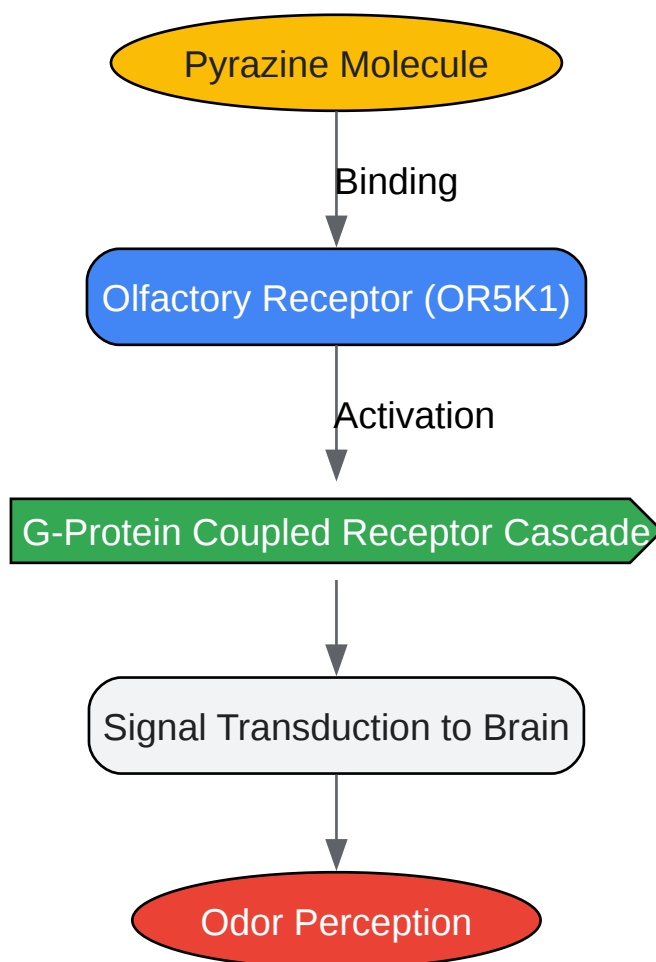 Pyrazine Molecule
Binding
Olfactory Receptor (OR5K1)
Activation
G-Protein Coupled Receptor Cascade
Signal Transduction to Brain
Odor Perception